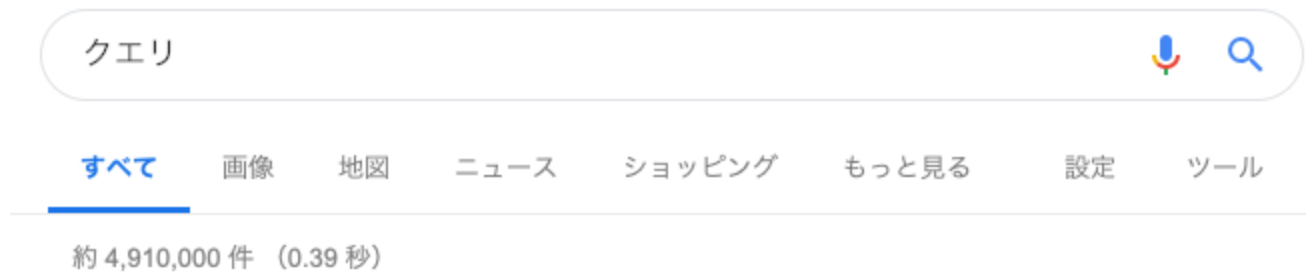 クエリ
すべて 画像 地図 ニュース ショッピング もっと見る 設定 ツール
約 4,910,000 件 （0.39 秒）